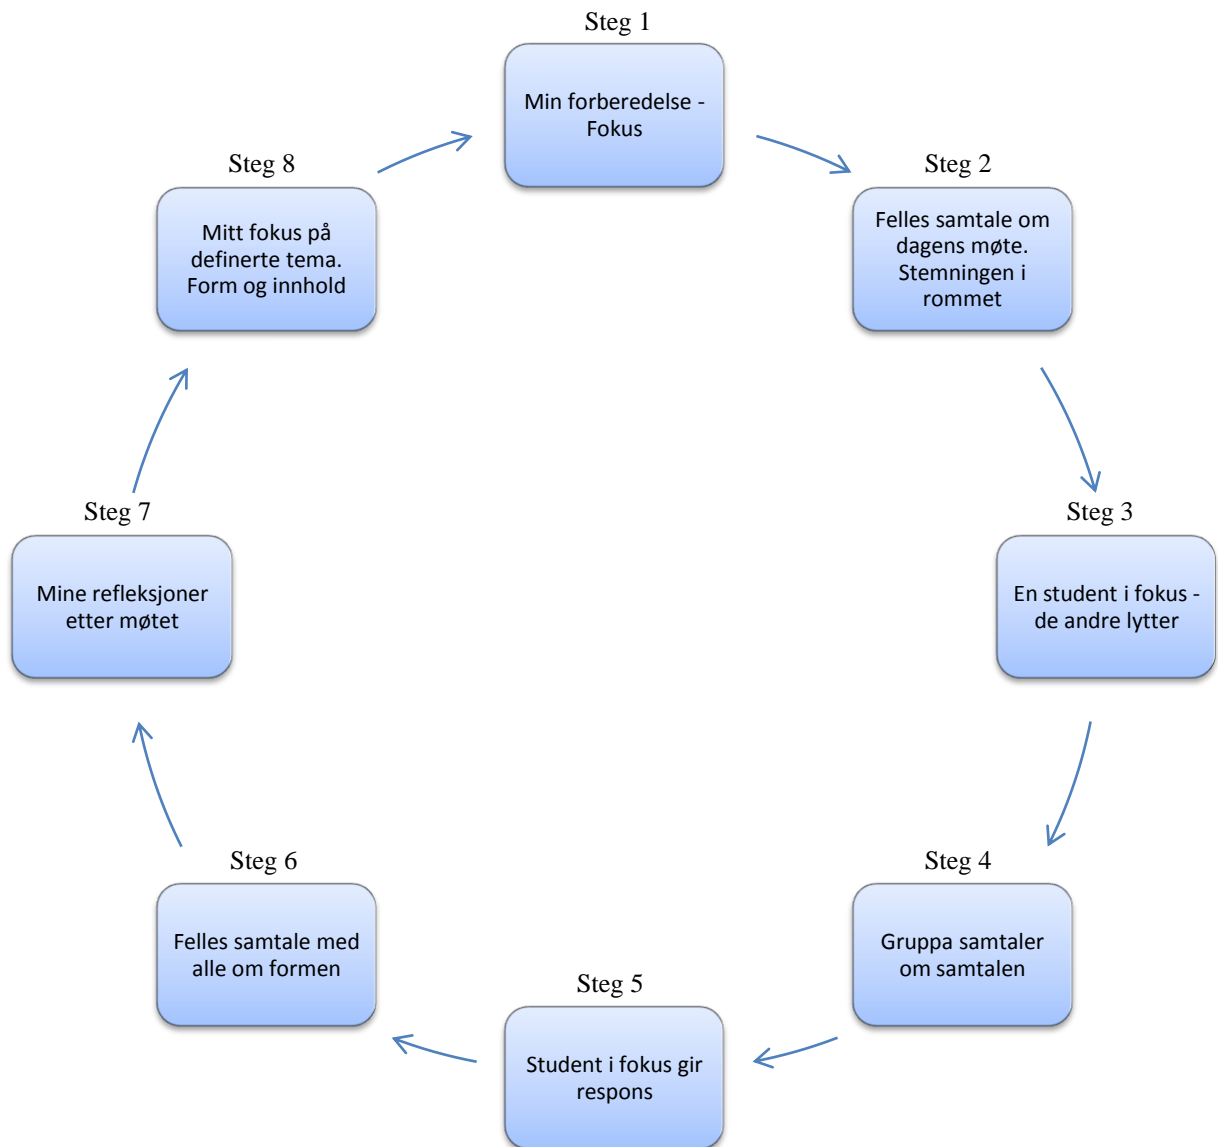 Steg 1
Min forberedelse -
Fokus
Steg 2
Felles samtale om
dagens møte.
Stemningen i
rommet
Steg 3
En student i fokus -
de andre lytter
Steg 4
Gruppa samtaler
om samtalen
Steg 5
Student i fokus gir
respons
Steg 6
Felles samtale med
alle om formen
Steg 7
Mine refleksjoner
etter møtet
Steg 8
Mitt fokus på
definerte tema.
Form og innhold